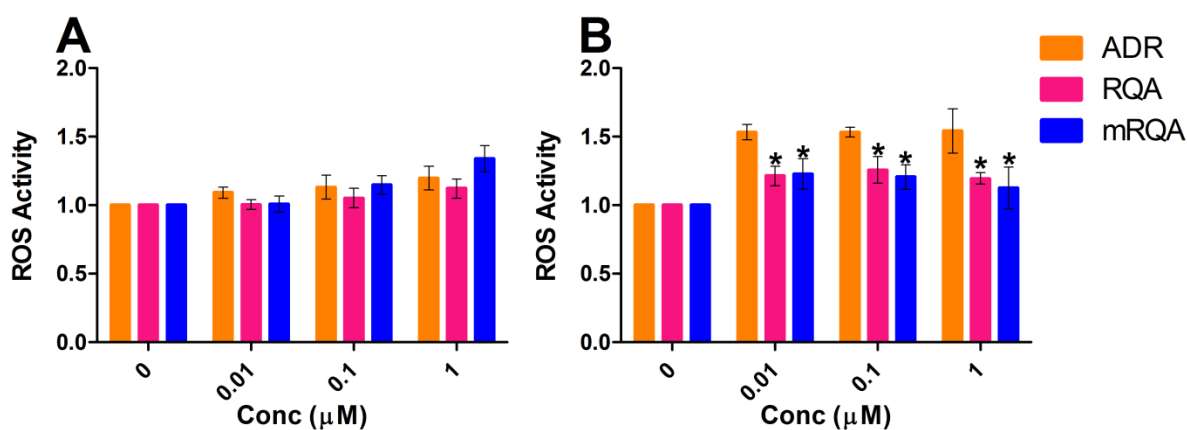 A
2.0
1.5
1.0
0.5
0.0
ROS Activity
0
0.01
0.1
1
Conc (μM)
B
2.0
1.5
1.0
0.5
0.0
ROS Activity
* * * * * *
0
0.01
0.1
1
Conc (μM)
ADR
RQA
mRQA